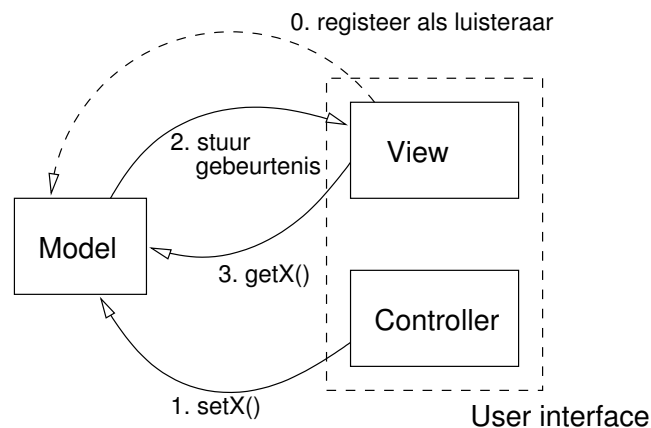 0. registeer als luisteraar
2. stuur
gebeurtenis
View
Model
3. getX()
Controller
1. setX()
User interface